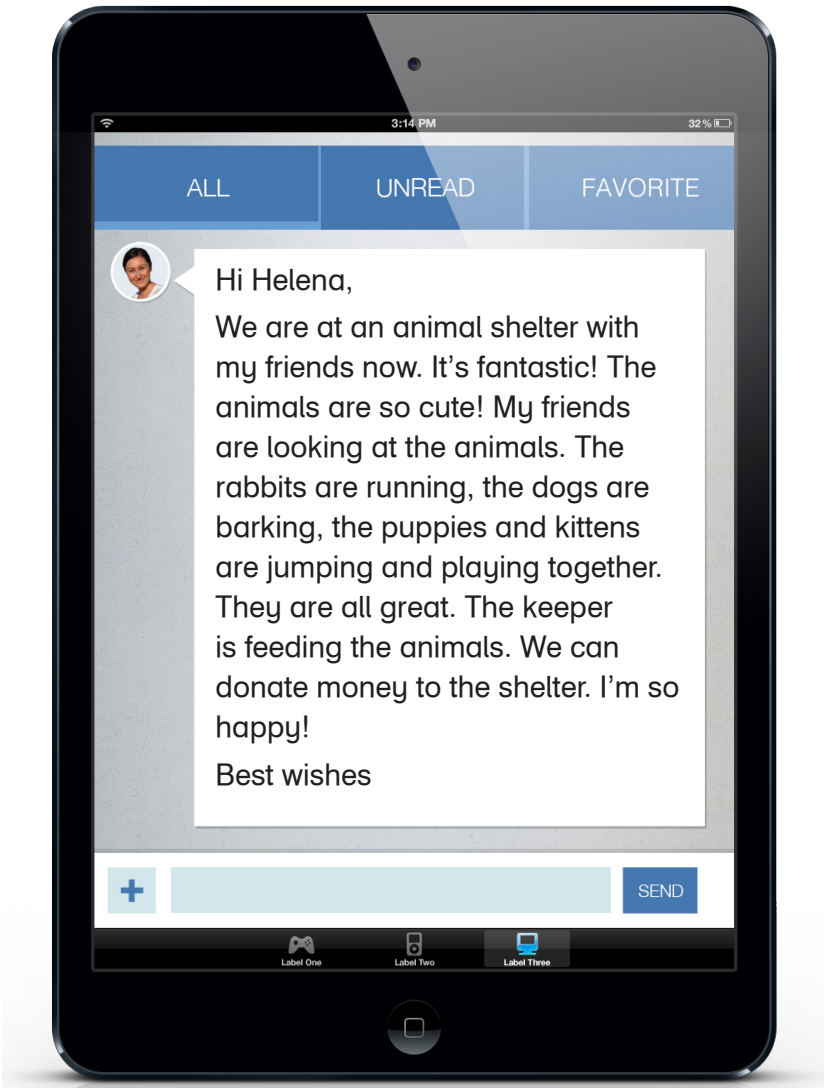 3:14 PM
32%
ALL
UNREAD
FAVORITE
Hi Helena,
We are at an animal shelter with
my friends now. It's fantastic! The
animals are so cute! My friends
are looking at the animals. The
rabbits are running, the dogs are
barking, the puppies and kittens
are jumping and playing together.
They are all great. The keeper
is feeding the animals. We can
donate money to the shelter. I'm so
happy!
Best wishes
SEND
Label One
Label Two
Label Three